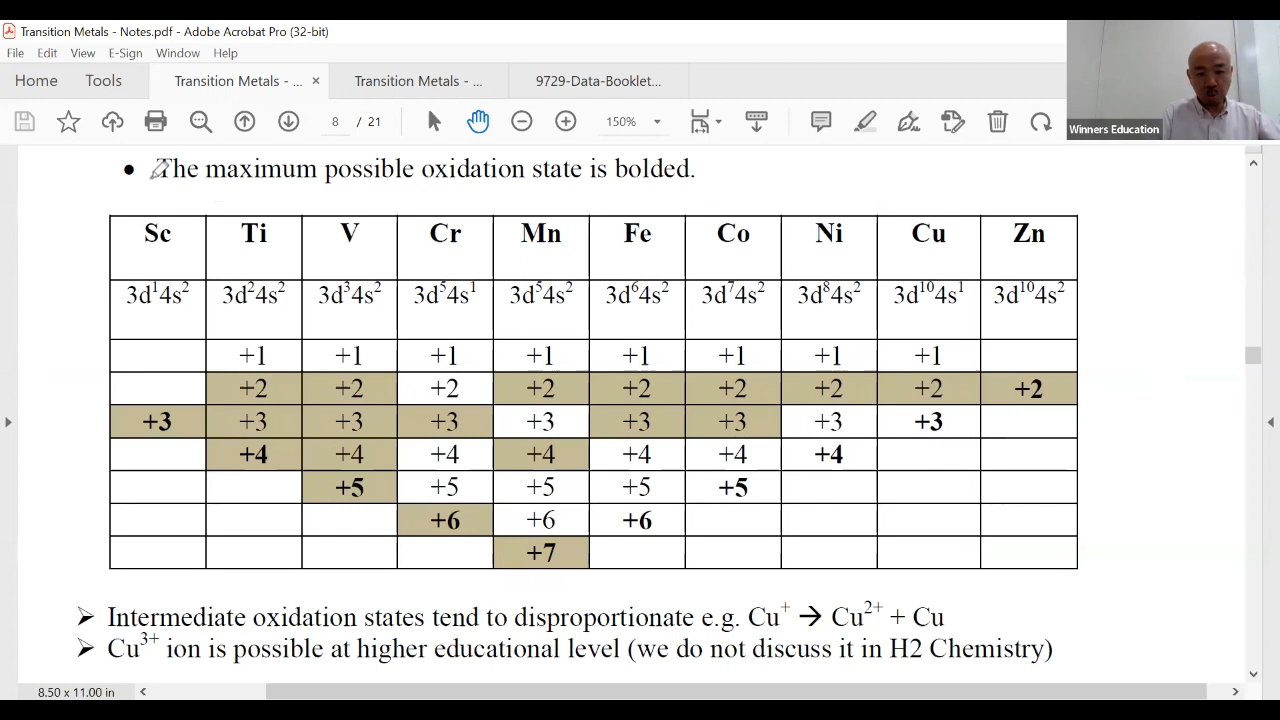 Transition Metals - Notes.pdf - Adobe Acrobat Pro (32-bit)
File Edit View E-Sign Window Help
Home Tools Transition Metals - ... × Transition Metals - ... 9729-Data-Booklet...
8 / 21 150%
Winners Education
• The maximum possible oxidation state is bolded.
Sc Ti V Cr Mn Fe Co Ni Cu Zn
3d¹4s² 3d²4s² 3d³4s² 3d⁵4s¹ 3d⁵4s² 3d⁶4s² 3d⁷4s² 3d⁸4s² 3d¹⁰4s¹ 3d¹⁰4s²
+1 +1 +1 +1 +1 +1 +1 +1
+2 +2 +2 +2 +2 +2 +2 +2 +2
+3 +3 +3 +3 +3 +3 +3 +3 +3
+4 +4 +4 +4 +4 +4 +4
+5 +5 +5 +5 +5
+6 +6 +6
+7
➢ Intermediate oxidation states tend to disproportionate e.g. Cu⁺ → Cu²⁺ + Cu
➢ Cu³⁺ ion is possible at higher educational level (we do not discuss it in H2 Chemistry)
8.50 x 11.00 in